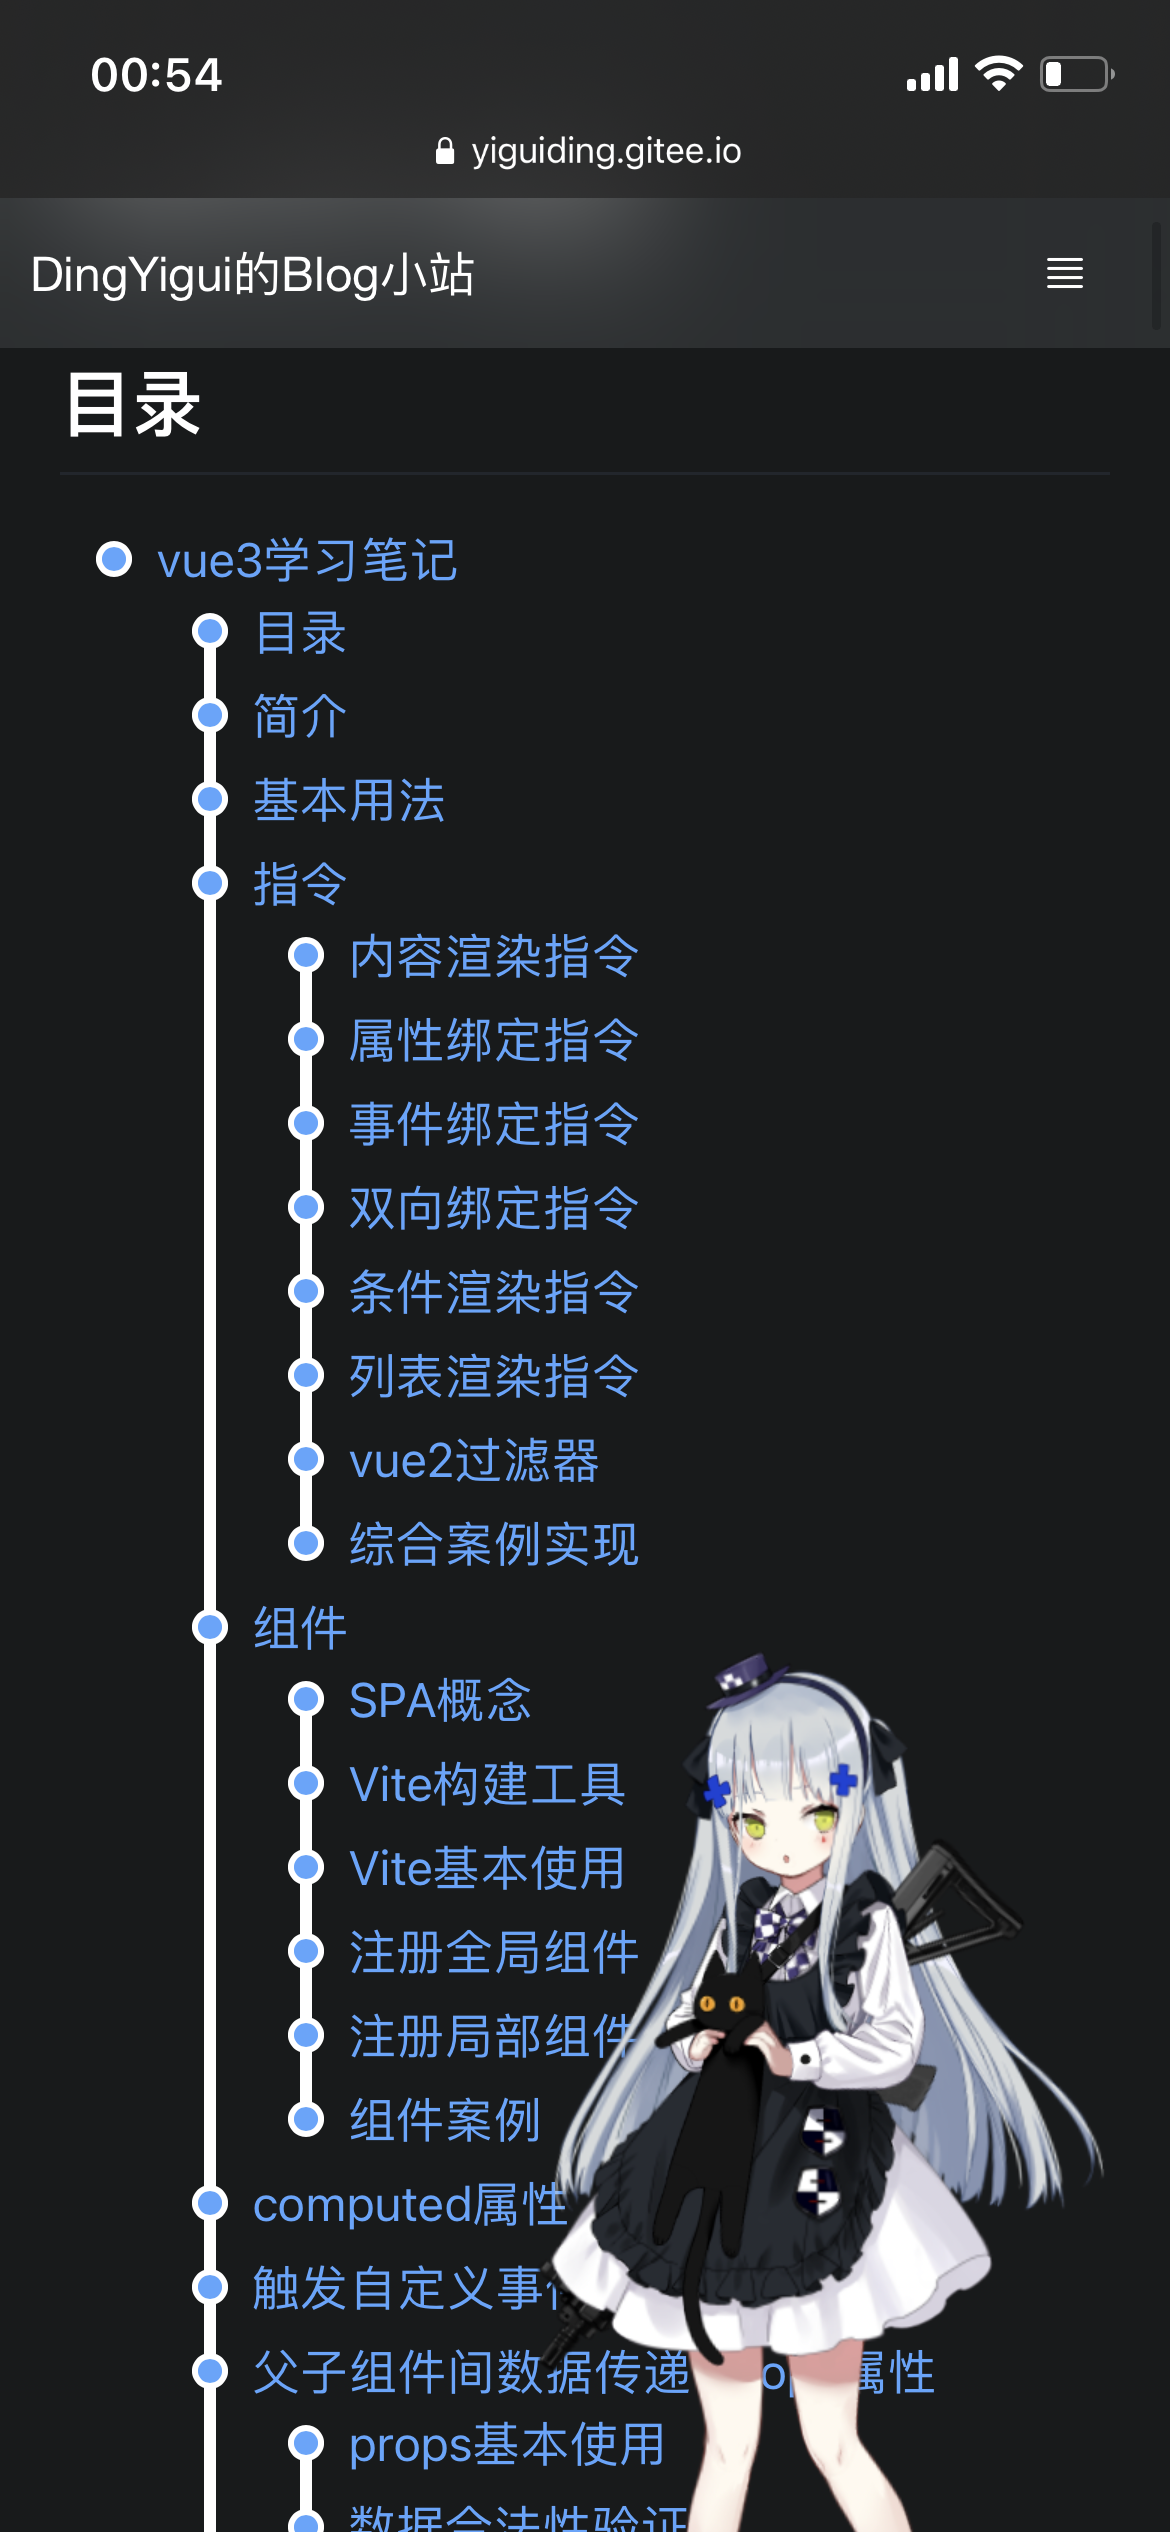 00:54
yiguiding.gitee.io
DingYigui的Blog小站
目录
vue3学习笔记
目录
简介
基本用法
指令
内容渲染指令
属性绑定指令
事件绑定指令
双向绑定指令
条件渲染指令
列表渲染指令
vue2过滤器
综合案例实现
组件
SPA概念
Vite构建工具
Vite基本使用
注册全局组件
注册局部组件
组件案例
computed属性
触发自定义事件
父子组件间数据传递 属性
props基本使用
数据合法性验证